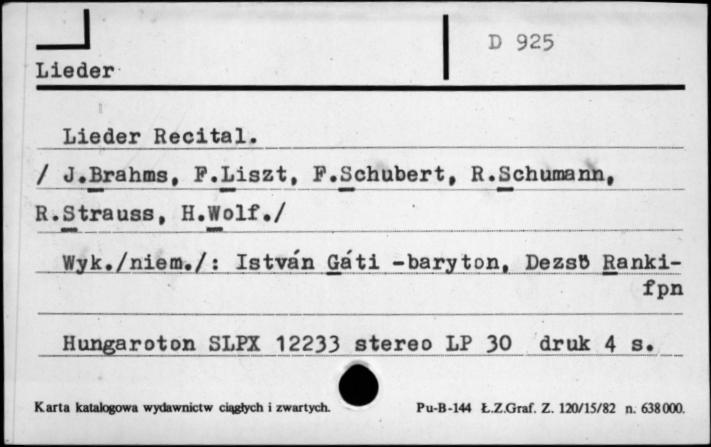 D 925
Lieder
Lieder Recital.
/ J.Brahms, F.Liszt, F.Schubert, R.Schumann,
R.Strauss, H.Wolf./
Wyk./niem./: István Gáti -baryton, Dezsö Ranki-
fpn
Hungaroton SLPX 12233 stereo LP 30 druk 4 s.
Karta katalogowa wydawnictw ciągłych i zwartych. Pu-B-144 Ł.Z.Graf. Z. 120/15/82 n. 638000.